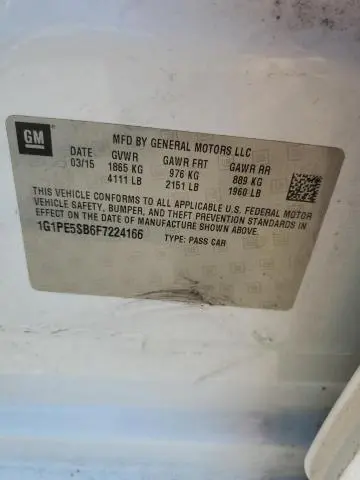 GM
MFD BY GENERAL MOTORS LLC
DATE GVWR GAWR FRT GAWR RR
03/15 1865 KG 976 KG 889 KG
4111 LB 2151 LB 1960 LB
THIS VEHICLE CONFORMS TO ALL APPLICABLE U.S. FEDERAL MOTOR
VEHICLE SAFETY, BUMPER, AND THEFT PREVENTION STANDARDS IN
EFFECT ON THE DATE OF MANUFACTURE SHOWN ABOVE.
1G1PE5SB6F7224166 TYPE: PASS CAR